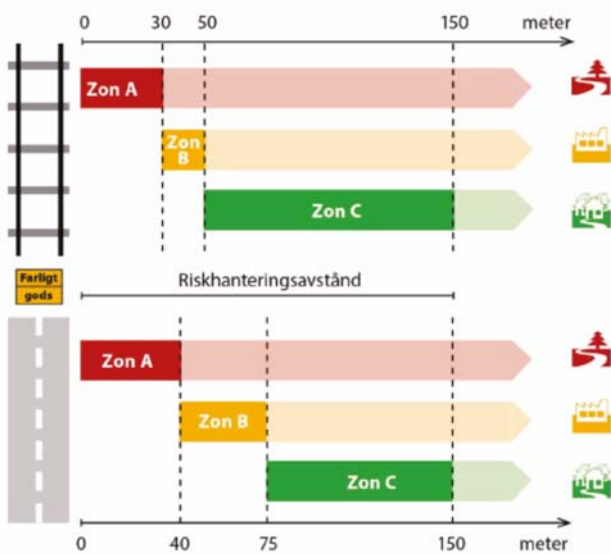 0 30 50 150 meter
Zon A
Zon
B
Zon C
Farligt
gods
Riskhanteringsavstånd
Zon A
Zon B
Zon C
0 40 75 150 meter